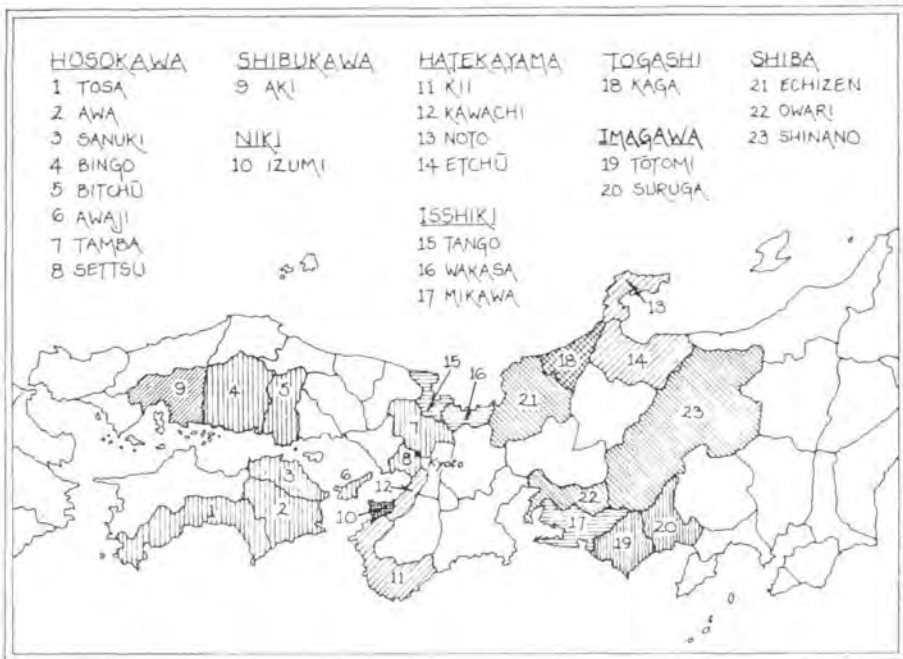 HOSOKAWA
1 TOSA
2 AWA
3 SANUKI
4 BINGO
5 BITCHŪ
6 AWAJI
7 TAMBA
8 SETTSU
SHIBUKAWA
9 AKI
NIKI
10 IZUMI
HATEKAYAMA
11 KII
12 KAWACHI
13 NOTO
14 ETCHŪ
ISSHIKI
15 TANGO
16 WAKASA
17 MIKAWA
TOGASHI
18 KAGA
IMAGAWA
19 TŌTOMI
20 SURUGA
SHIBA
21 ECHIZEN
22 OWARI
23 SHINANO
13
18
14
15
16
9
4
5
21
23
7
8
Kyoto
3
6
12
22
10
1
2
17
20
19
11